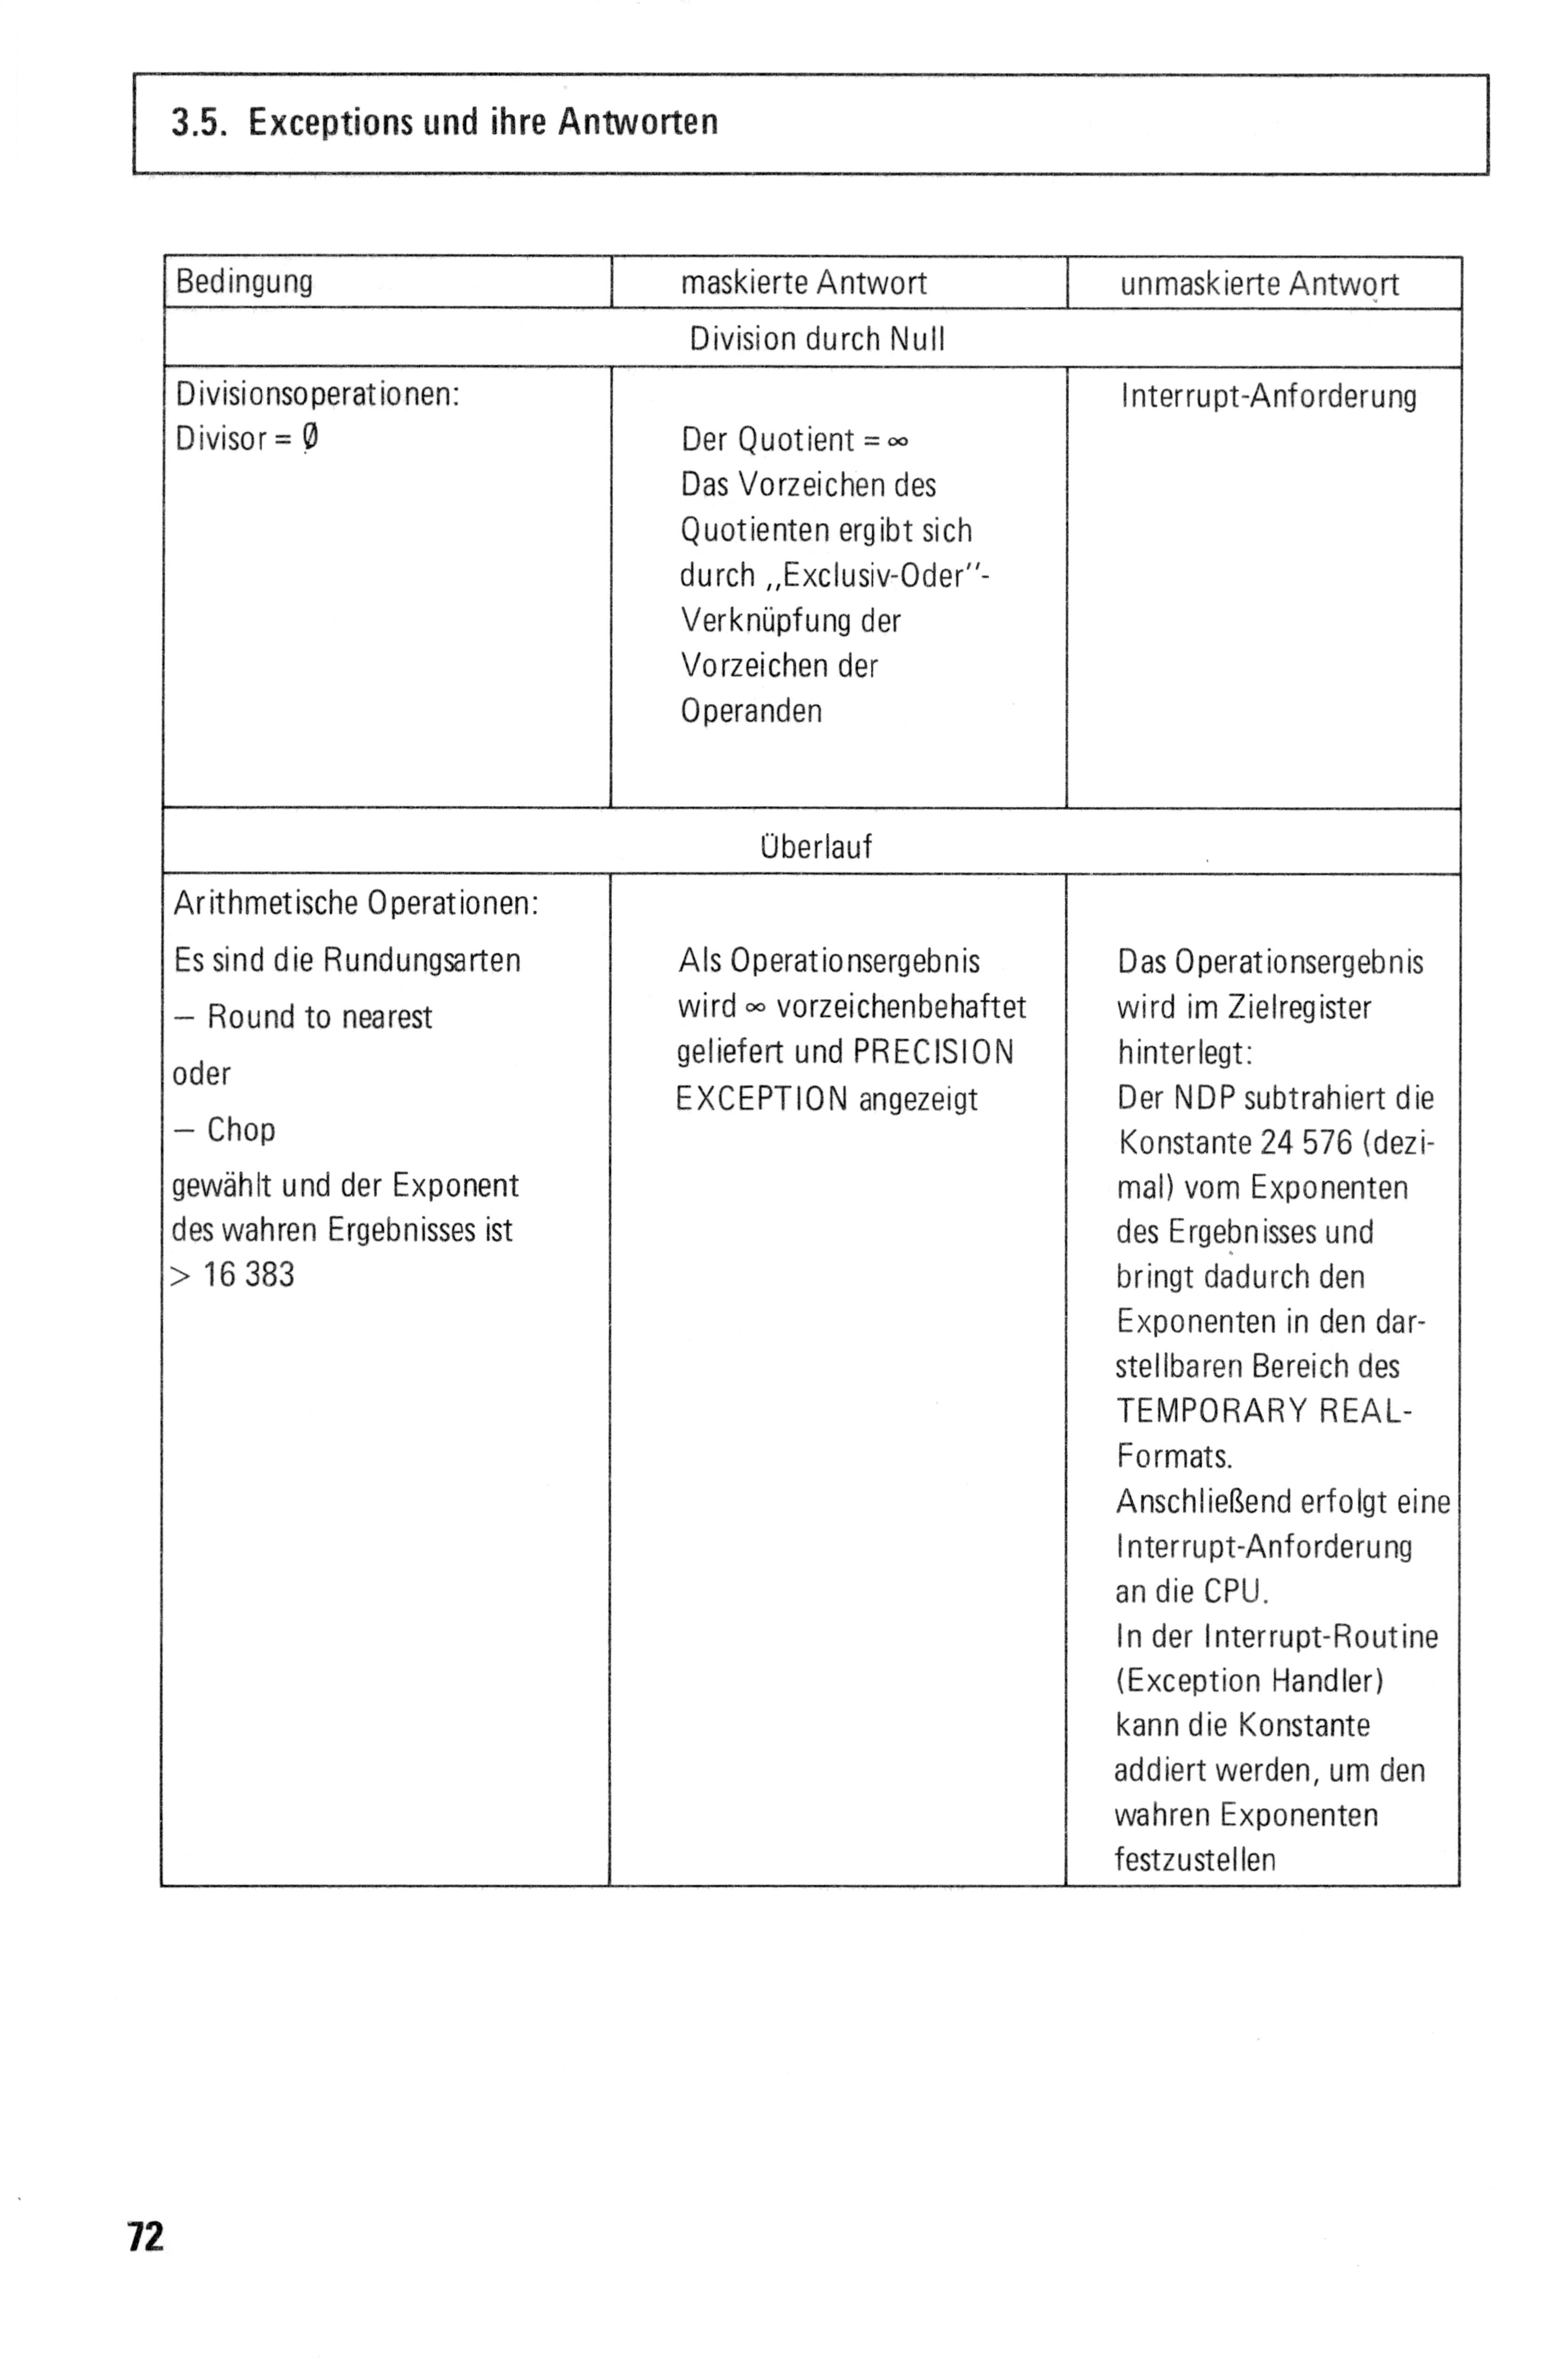 3.5. Exceptions und ihre Antworten
Bedingung
maskierte Antwort
unmaskierte Antwort
Division durch Null
Divisionsoperationen:
Divisor = Ø
Der Quotient = ∞
Das Vorzeichen des
Quotienten ergibt sich
durch ,,Exclusiv-Oder''-
Verknüpfung der
Vorzeichen der
Operanden
Interrupt-Anforderung
Überlauf
Arithmetische Operationen:
Es sind die Rundungsarten
— Round to nearest
oder
— Chop
gewählt und der Exponent
des wahren Ergebnisses ist
> 16 383
Als Operationsergebnis
wird ∞ vorzeichenbehaftet
geliefert und PRECISION
EXCEPTION angezeigt
Das Operationsergebnis
wird im Zielregister
hinterlegt:
Der NDP subtrahiert die
Konstante 24 576 (dezi-
mal) vom Exponenten
des Ergebnisses und
bringt dadurch den
Exponenten in den dar-
stellbaren Bereich des
TEMPORARY REAL-
Formats.
Anschließend erfolgt eine
Interrupt-Anforderung
an die CPU.
In der Interrupt-Routine
(Exception Handler)
kann die Konstante
addiert werden, um den
wahren Exponenten
festzustellen
72